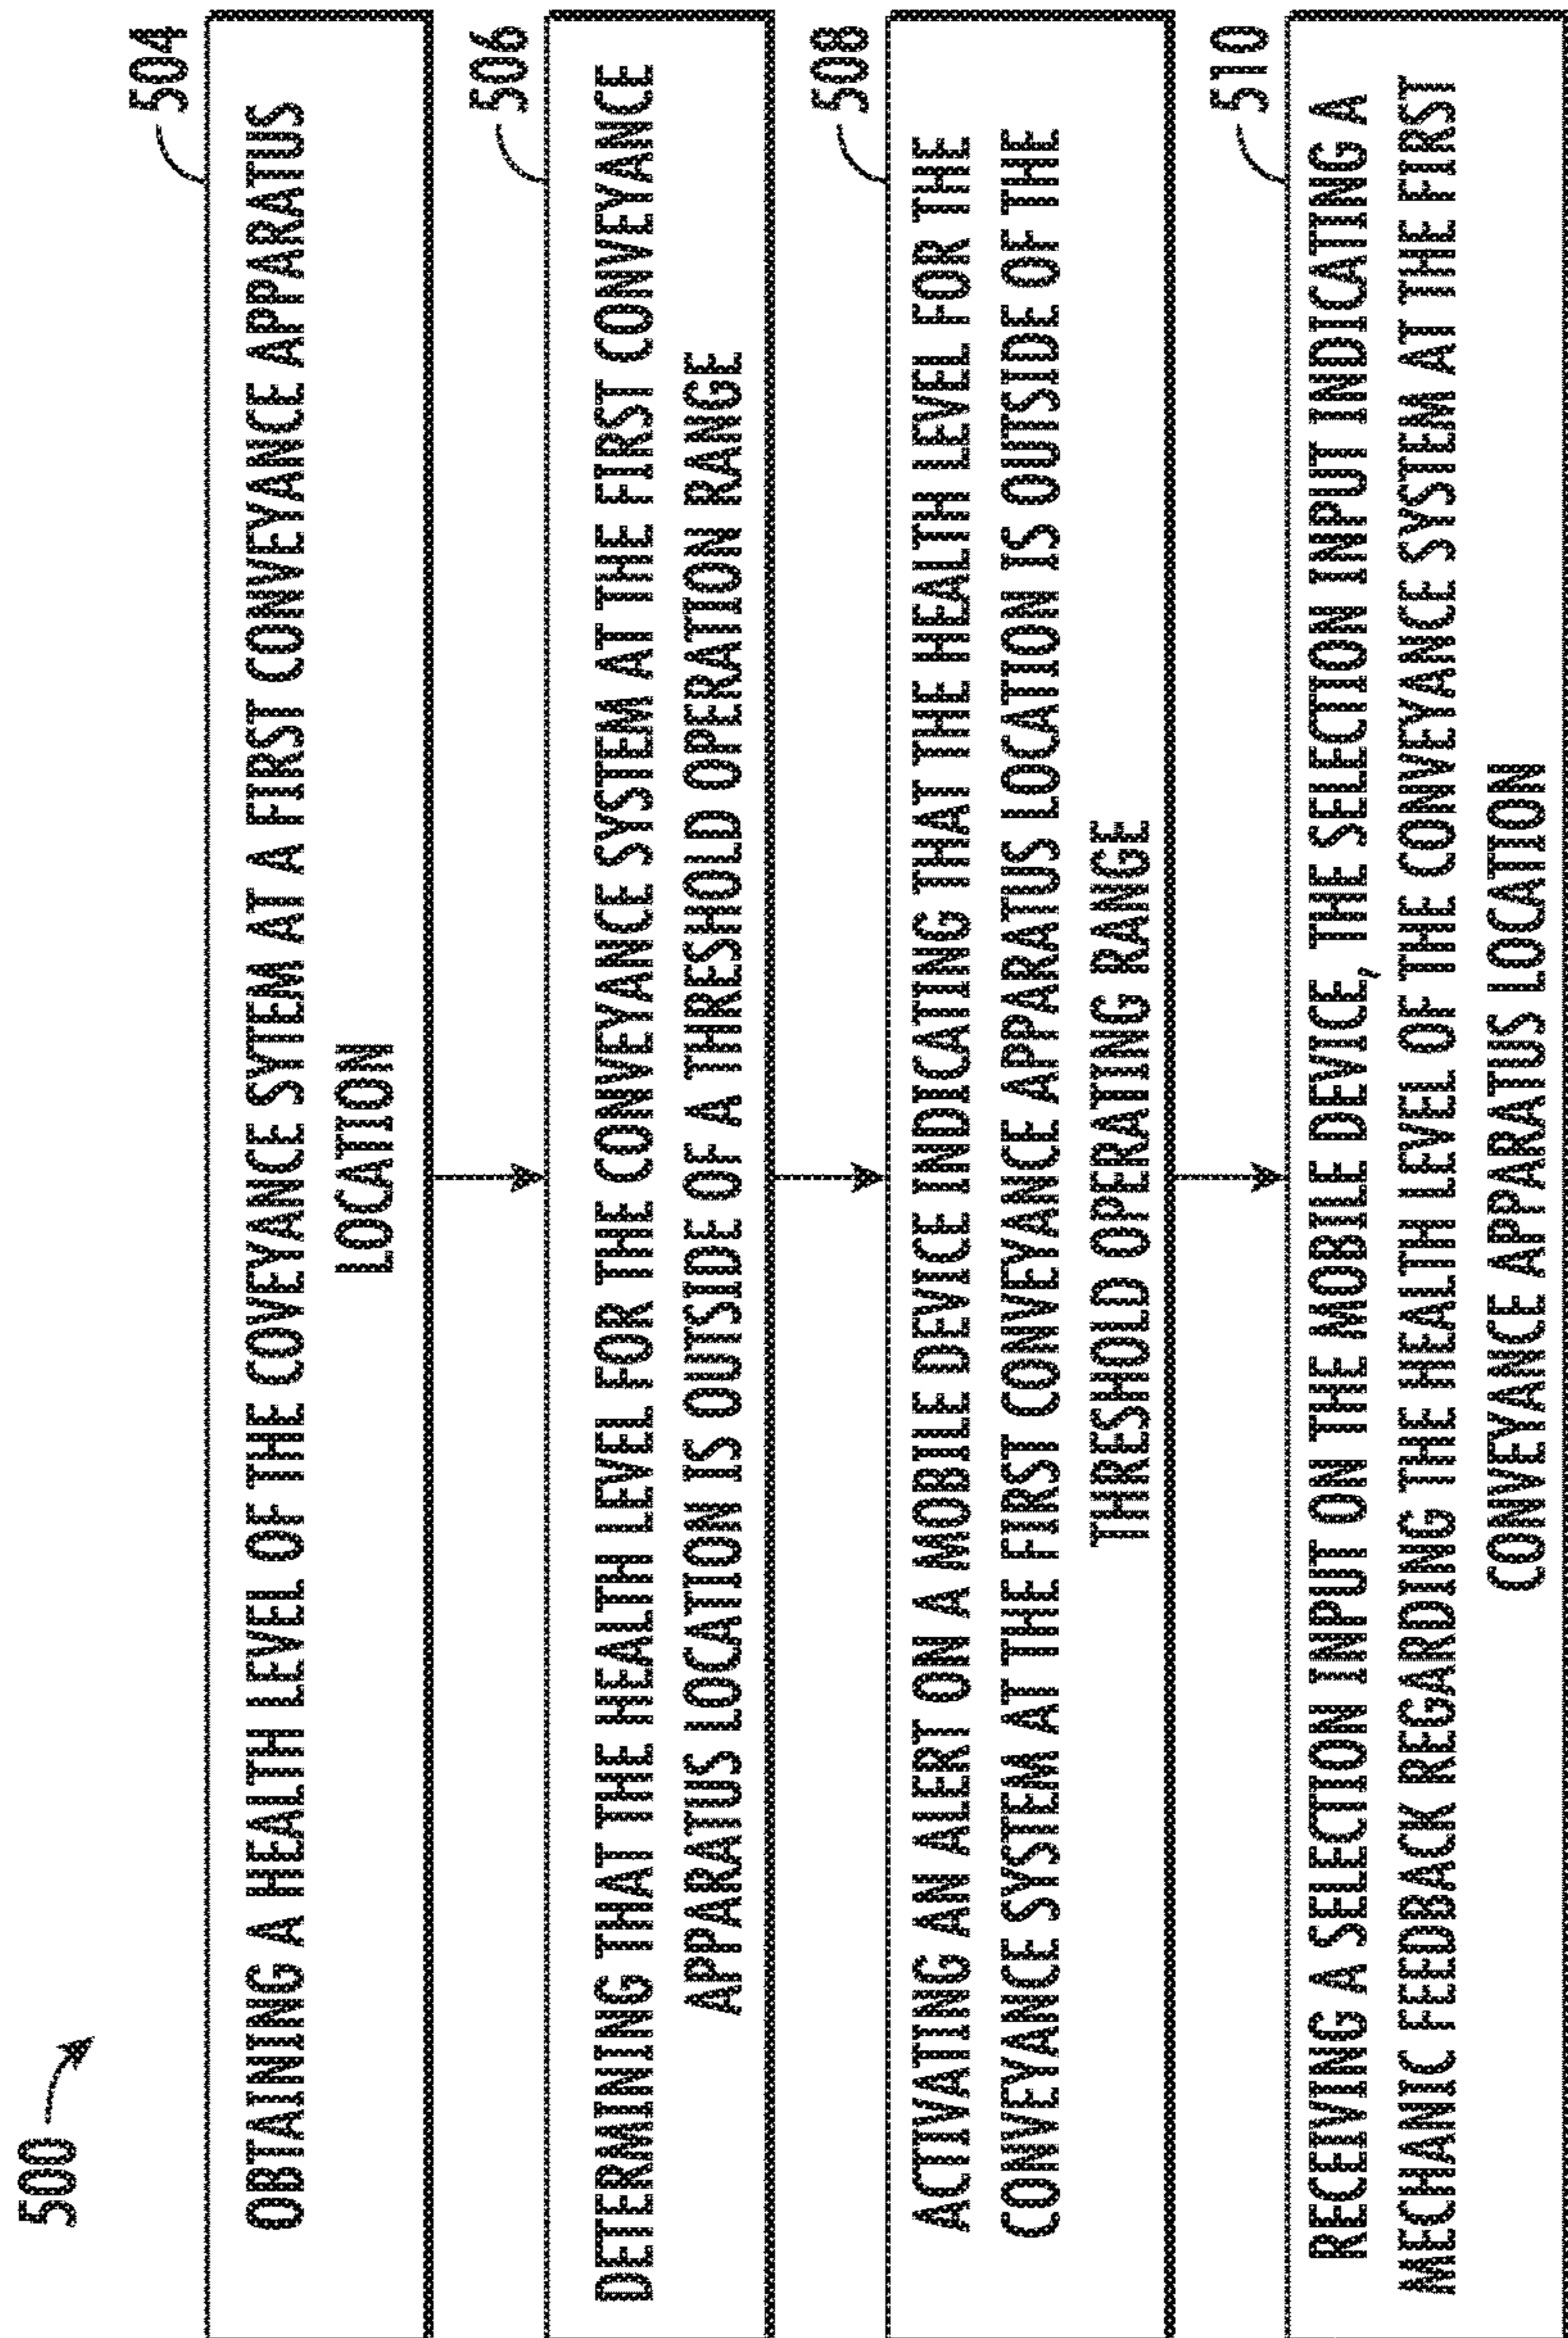 500
504
OBTAINING A HEALTH LEVEL OF THE COVEYANCE SYTEM AT A FIRST CONVEYANCE APPARATUS
LOCATION
506
DETERMINING THAT THE HEALTH LEVEL FOR THE CONVEYANCE SYSTEM AT THE FIRST CONVEYANCE
APPARATUS LOCATION IS OUTSIDE OF A THRESHOLD OPERATION RANGE
508
ACTIVATING AN ALERT ON A MOBILE DEVICE INDICATING THAT THE HEALTH LEVEL FOR THE
CONVEYANCE SYSTEM AT THE FIRST CONVEYANCE APPARATUS LOCATION IS OUTSIDE OF THE
THRESHOLD OPERATING RANGE
510
RECEIVING A SELECTION INPUT ON THE MOBILE DEVICE, THE SELECTION INPUT INDICATING A
MECHANIC FEEDBACK REGARDING THE HEALTH LEVEL OF THE CONVEYANCE SYSTEM AT THE FIRST
CONVEYANCE APPARATUS LOCATION